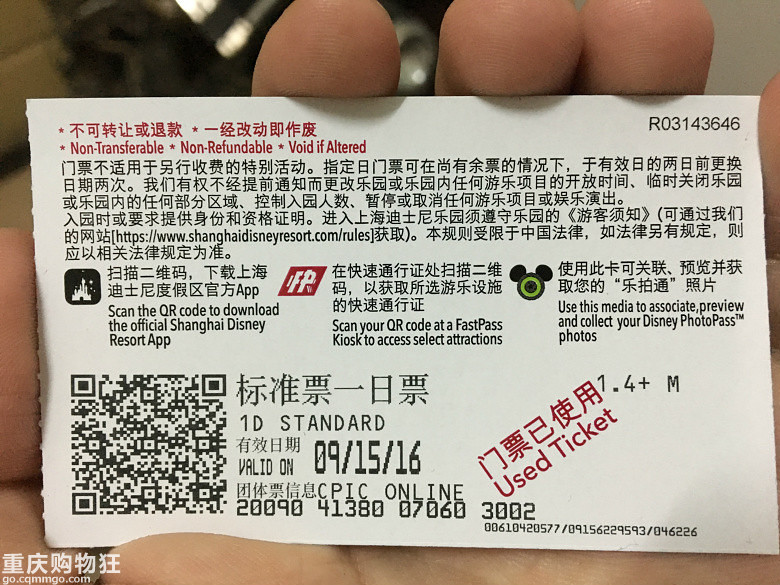 R03143646
* 不可转让或退款 * 一经改动即作废
* Non-Transferable * Non-Refundable * Void if Altered
门票不适用于另行收费的特别活动。指定日门票可在尚有余票的情况下，于有效日的两日前更换
日期两次。我们有权不经提前通知而更改乐园或乐园内任何游乐项目的开放时间、临时关闭乐园
或乐园内的任何部分区域、控制入园人数、暂停或取消任何游乐项目或娱乐演出。
入园时或要求提供身份和资格证明。进入上海迪士尼乐园须遵守乐园的《游客须知》（可通过我们
的网站[https://www.shanghaidisneyresort.com/rules]获取）。本规则受限于中国法律，如法律另有规定，则
应以相关法律规定为准。
扫描二维码，下载上海
迪士尼度假区官方App
Scan the QR code to download
the official Shanghai Disney
Resort App
FP
在快速通行证处扫描二维
码，以获取所选游乐设施
的快速通行证
Scan your QR code at a FastPass
Kiosk to access select attractions
使用此卡可关联、预览并获
取您的“乐拍通”照片
Use this media to associate,preview
and collect your Disney PhotoPass™
photos
标准票一日票
1.4+ M
1D STANDARD
有效日期
VALID ON 09/15/16
门票已使用
Used Ticket
团体票信息CPIC ONLINE
20090 41380 07060 3002
00610420577/09156229593/046226
重庆购物狂
go.cqmmgo.com